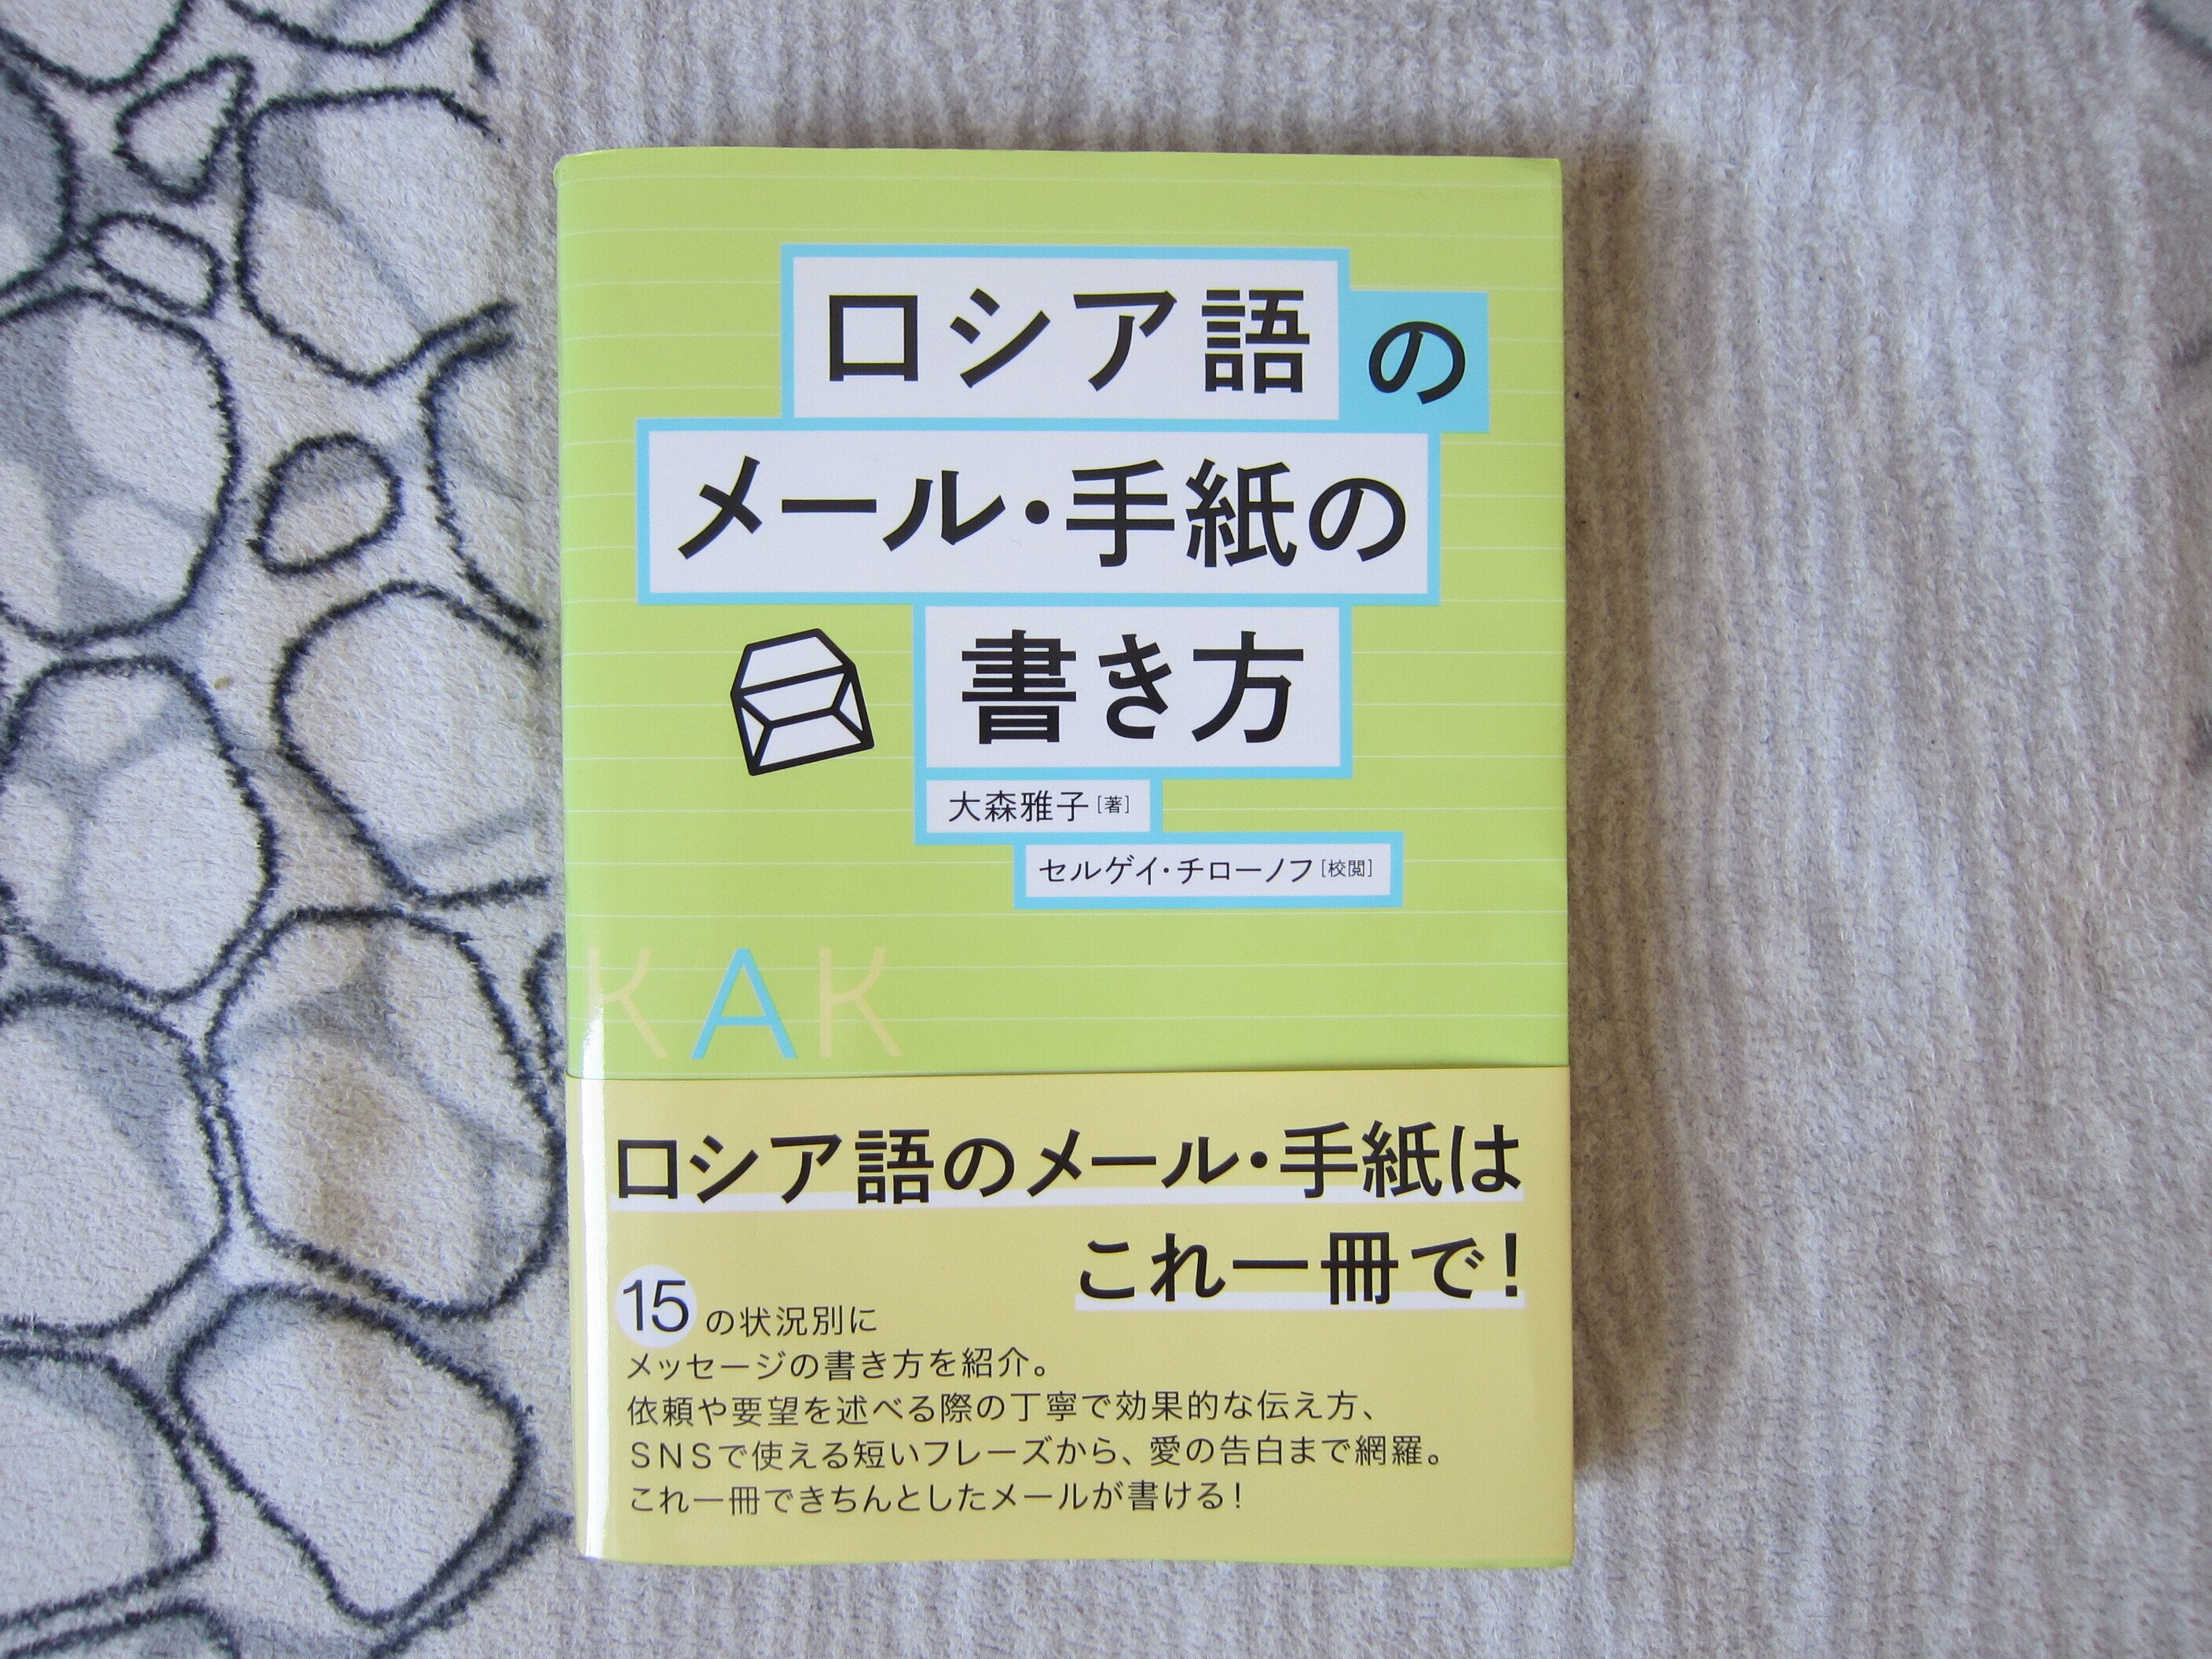 ロシア語の
メール・手紙の
書き方
大森雅子[著]
セルゲイ・チローノフ[校閲]
КАК
ロシア語のメール・手紙は
これ一冊で!
15の状況別に
メッセージの書き方を紹介。
依頼や要望を述べる際の丁寧で効果的な伝え方、
SNSで使える短いフレーズから、愛の告白まで網羅。
これ一冊できちんとしたメールが書ける!